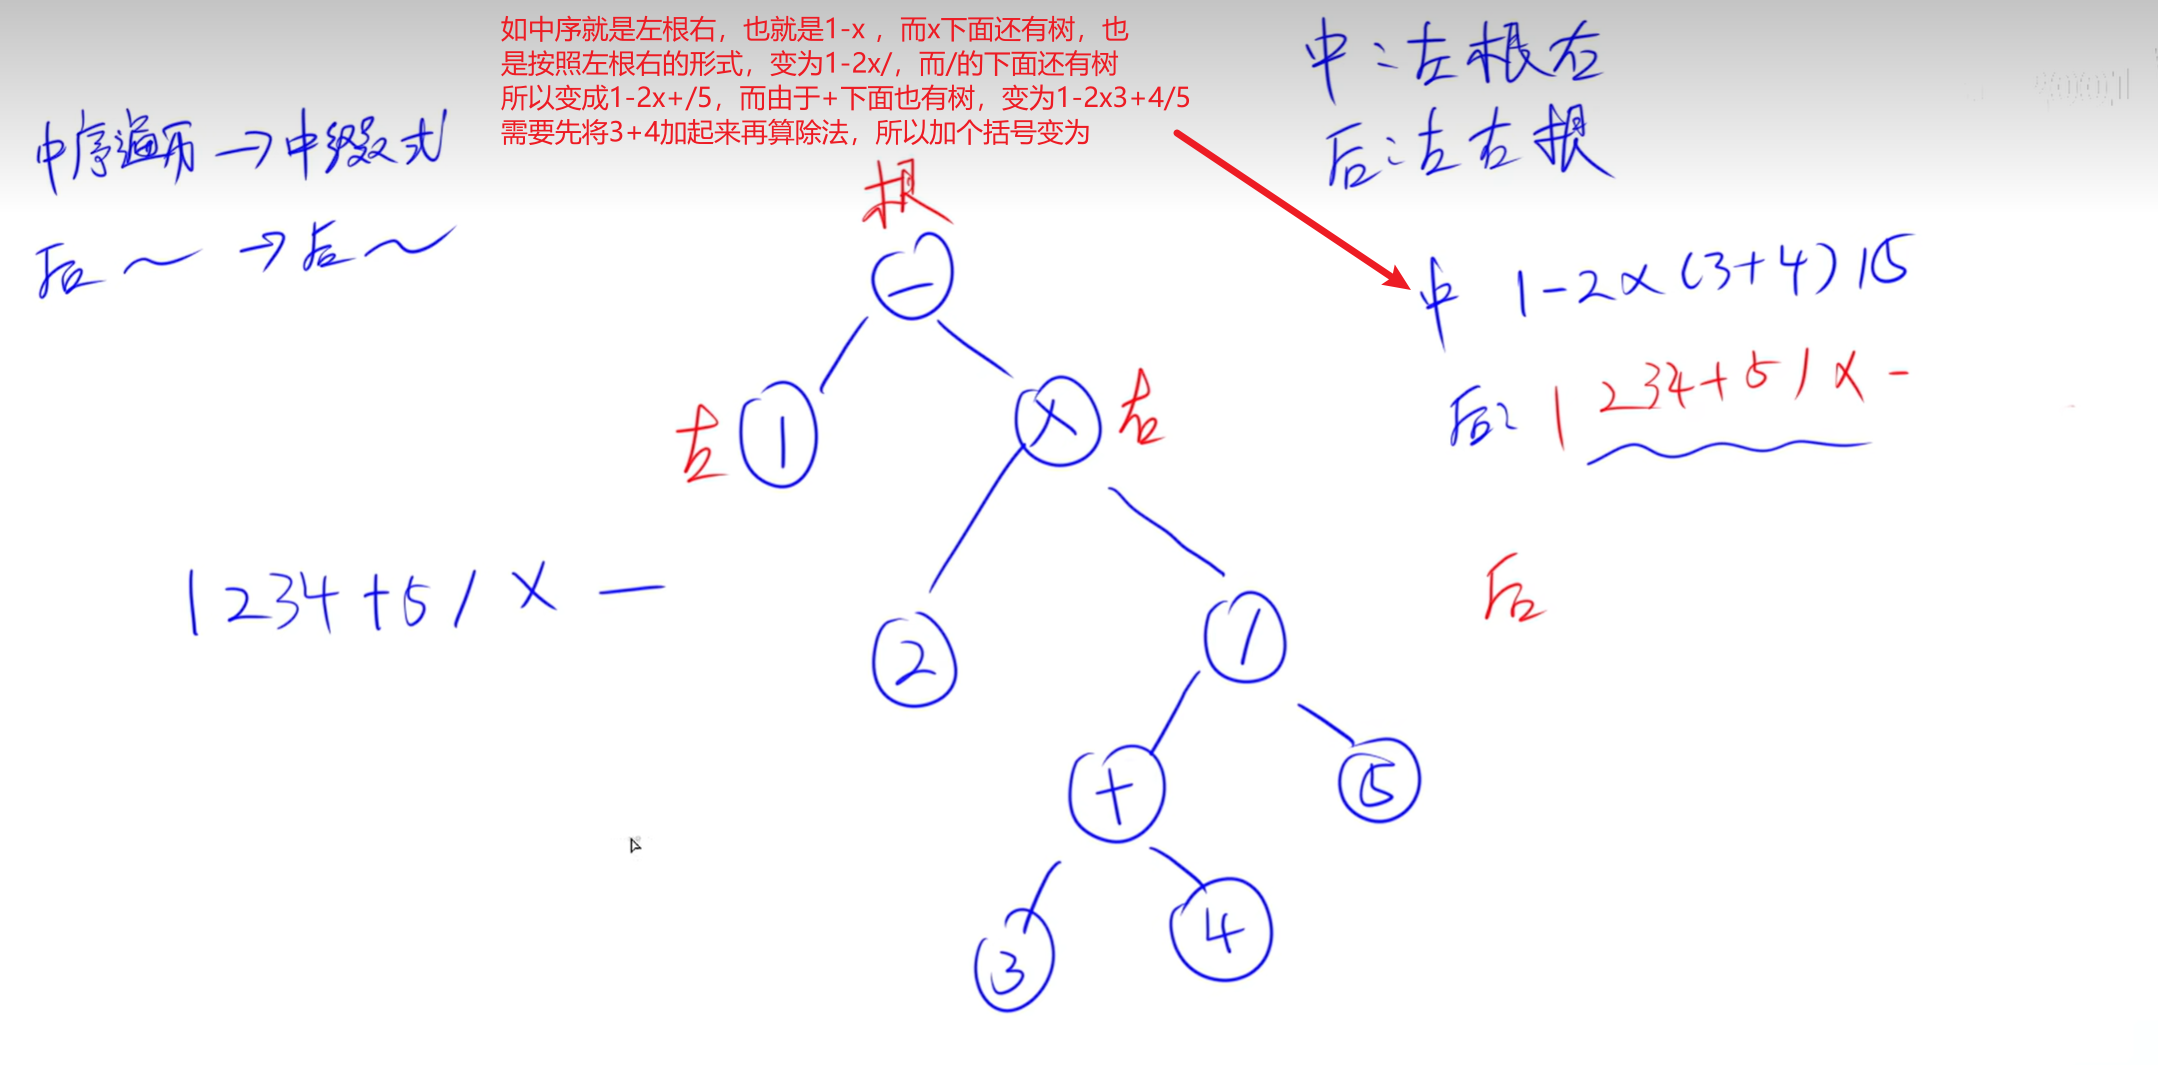 如中序就是左根右，也就是1-x ，而x下面还有树，也
是按照左根右的形式，变为1-2x/，而/的下面还有树
所以变成1-2x+/5，而由于+下面也有树，变为1-2x3+4/5
需要先将3+4加起来再算除法，所以加个括号变为
中：左根右
后：左右根
中序遍历→中缀式
后～→后～
根
−
左
1
×
右
2
/
+
5
3
4
中 1-2×(3+4)/5
后: 1 2 3 4 + 5 / × -
1 2 3 4 + 5 / × −
后